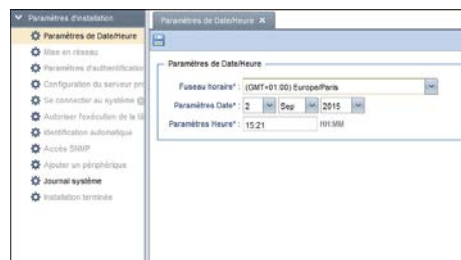 Paramètres d'installation
Paramètres de Date/Heure
Mise en réseau
Paramètres d'authentification
Configuration du serveur pro
Se connecter au système @
Autoriser l'exécution de la tâ
Identification automatique
Accès SNMP
Ajouter un périphérique
Journal système
Installation terminée
Paramètres de Date/Heure
Paramètres de Date/Heure
Fuseau horaire* : (GMT+01:00) Europe/Paris
Paramètres Date* : 2 Sep 2015
Paramètres Heure* : 15:21 HH:MM